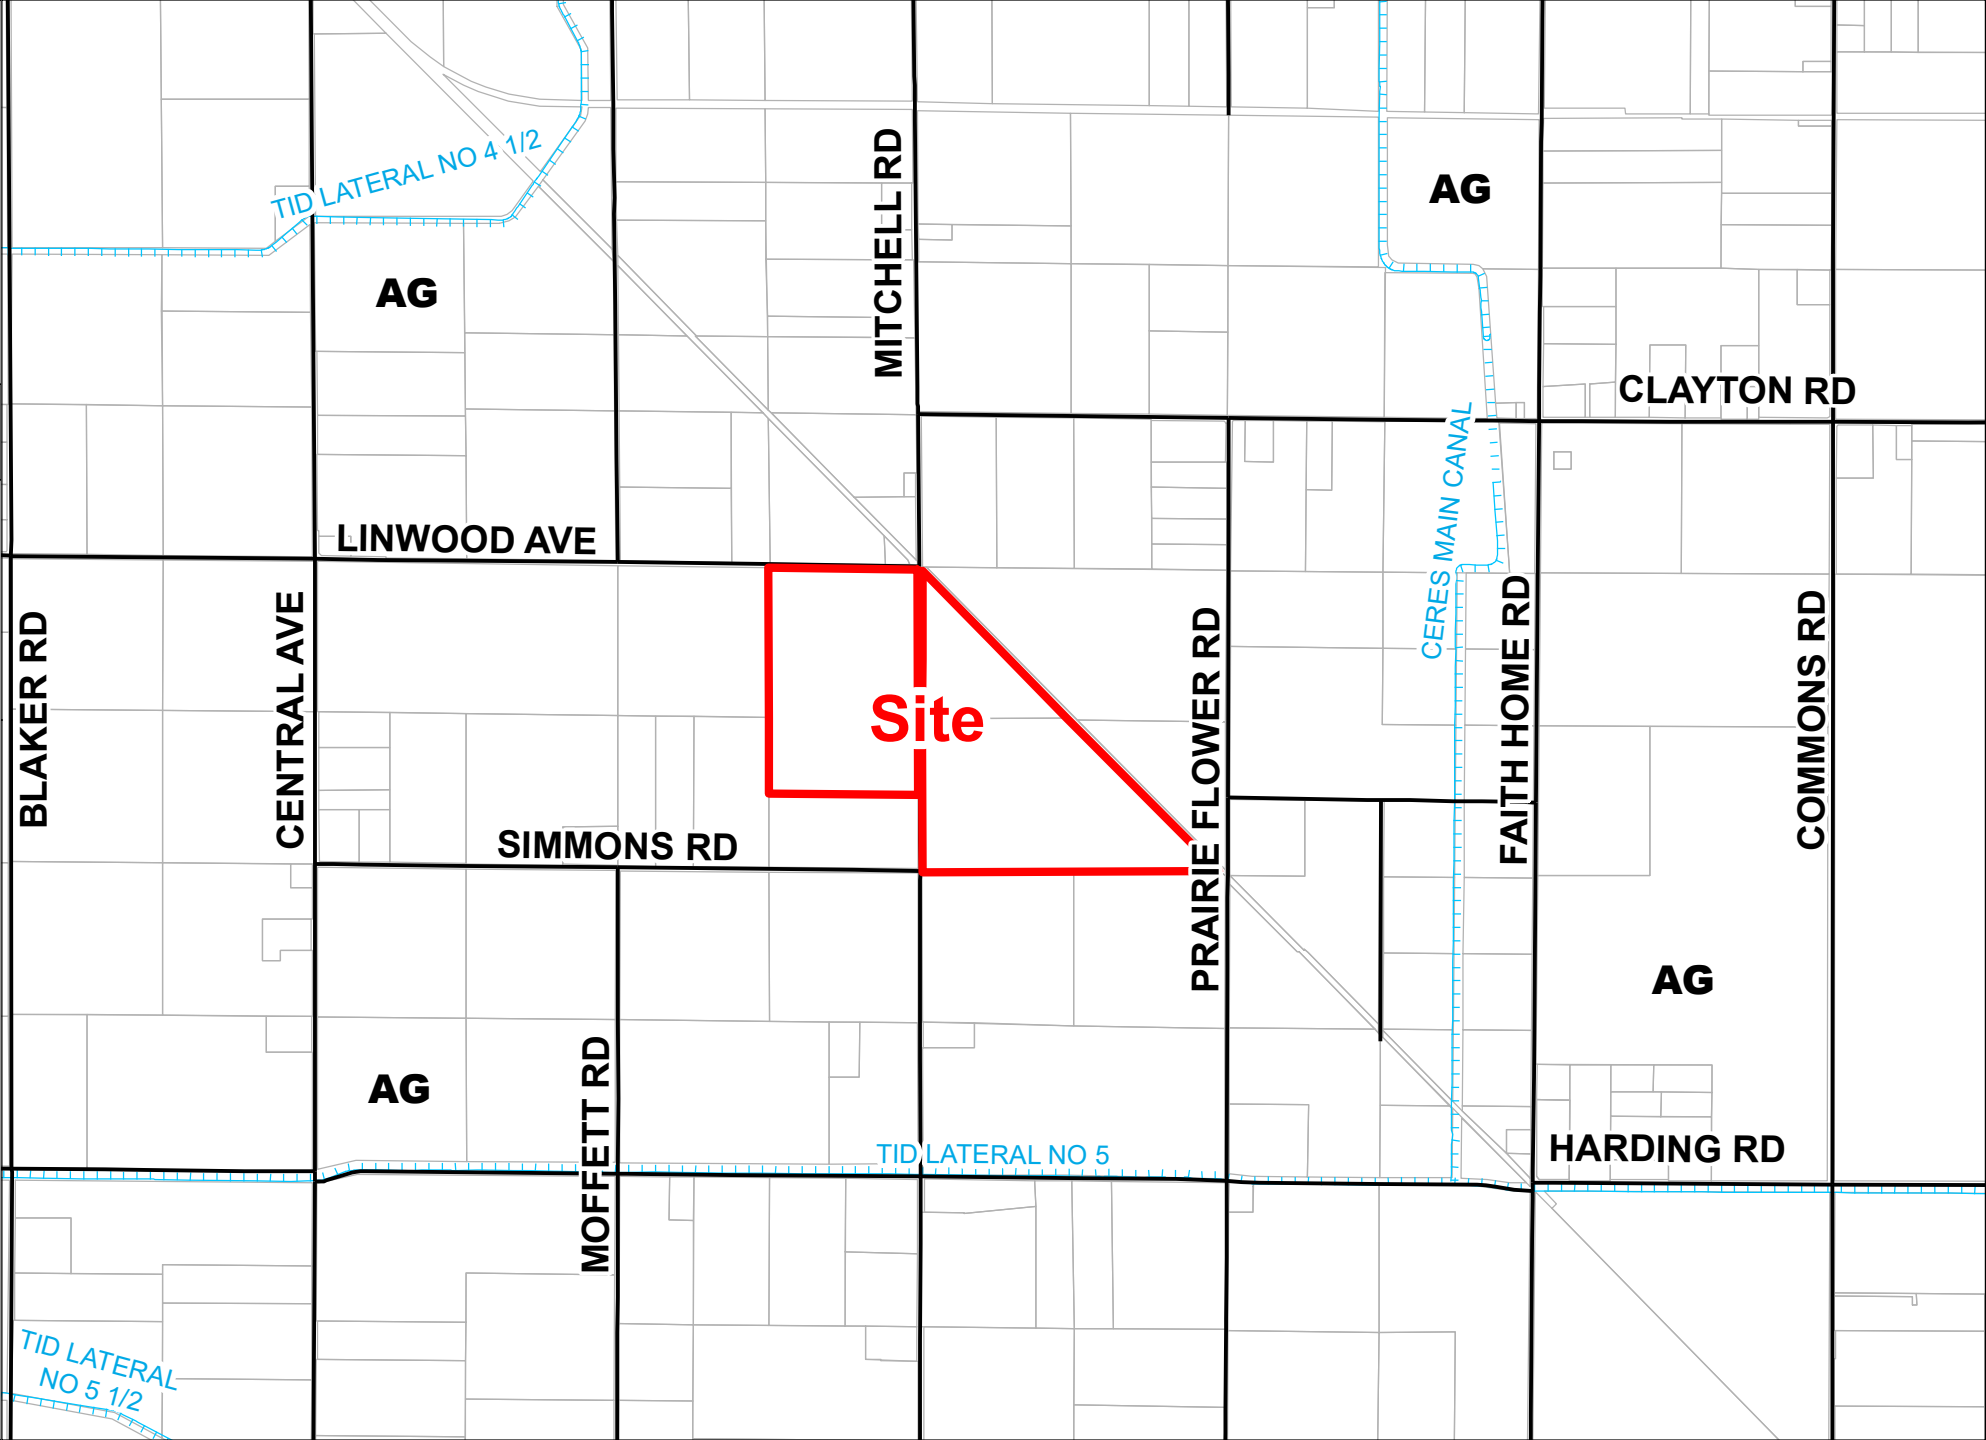 TID LATERAL NO 4 1/2
MITCHELL RD
AG
AG
CLAYTON RD
CERES MAIN CANAL
LINWOOD AVE
BLAKER RD
CENTRAL AVE
Site
PRAIRIE FLOWER RD
FAITH HOME RD
COMMONS RD
SIMMONS RD
AG
AG
MOFFETT RD
TID LATERAL NO 5
HARDING RD
TID LATERAL
NO 5 1/2